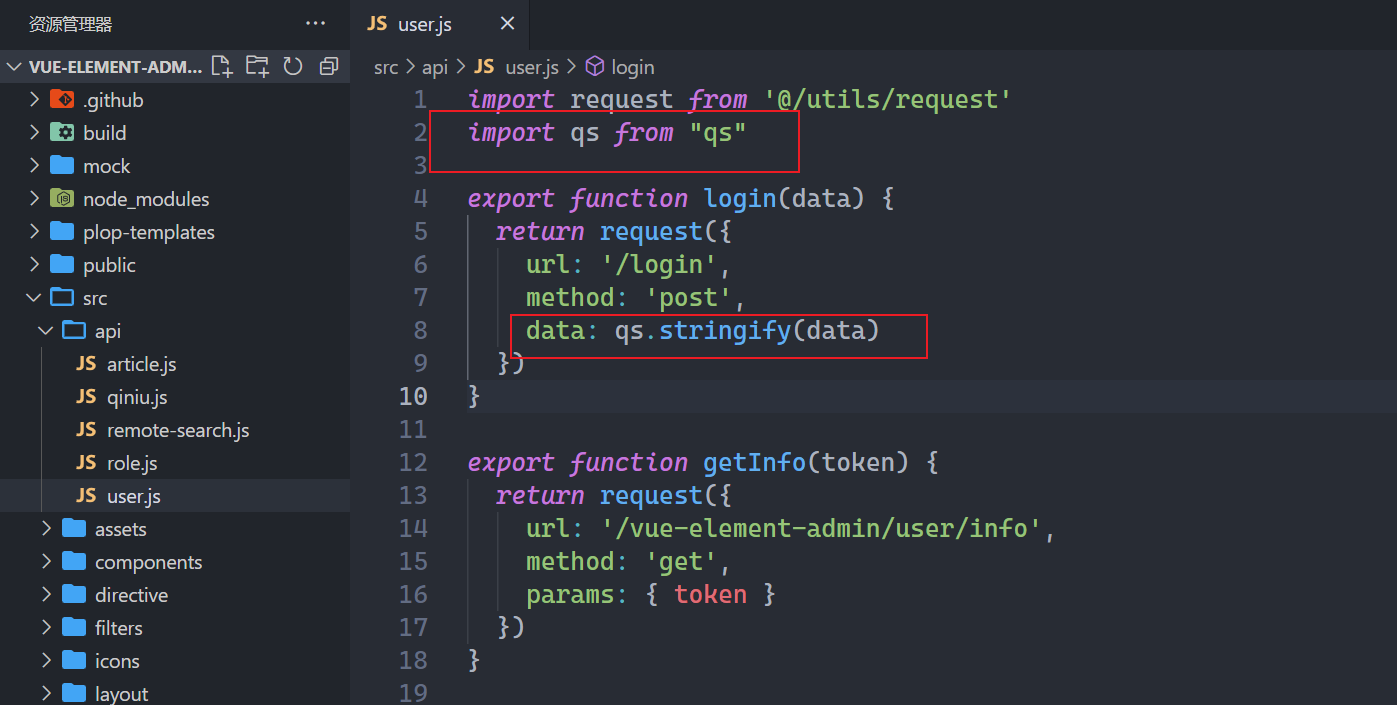 资源管理器 ···
VUE-ELEMENT-ADM...
.github
build
mock
node_modules
plop-templates
public
src
api
JS article.js
JS qiniu.js
JS remote-search.js
JS role.js
JS user.js
assets
components
directive
filters
icons
layout
JS user.js ×
src > api > JS user.js > login
1 import request from '@/utils/request'
2 import qs from "qs"
3
4 export function login(data) {
5 return request({
6 url: '/login',
7 method: 'post',
8 data: qs.stringify(data)
9 })
10 }
11
12 export function getInfo(token) {
13 return request({
14 url: '/vue-element-admin/user/info',
15 method: 'get',
16 params: { token }
17 })
18 }
19